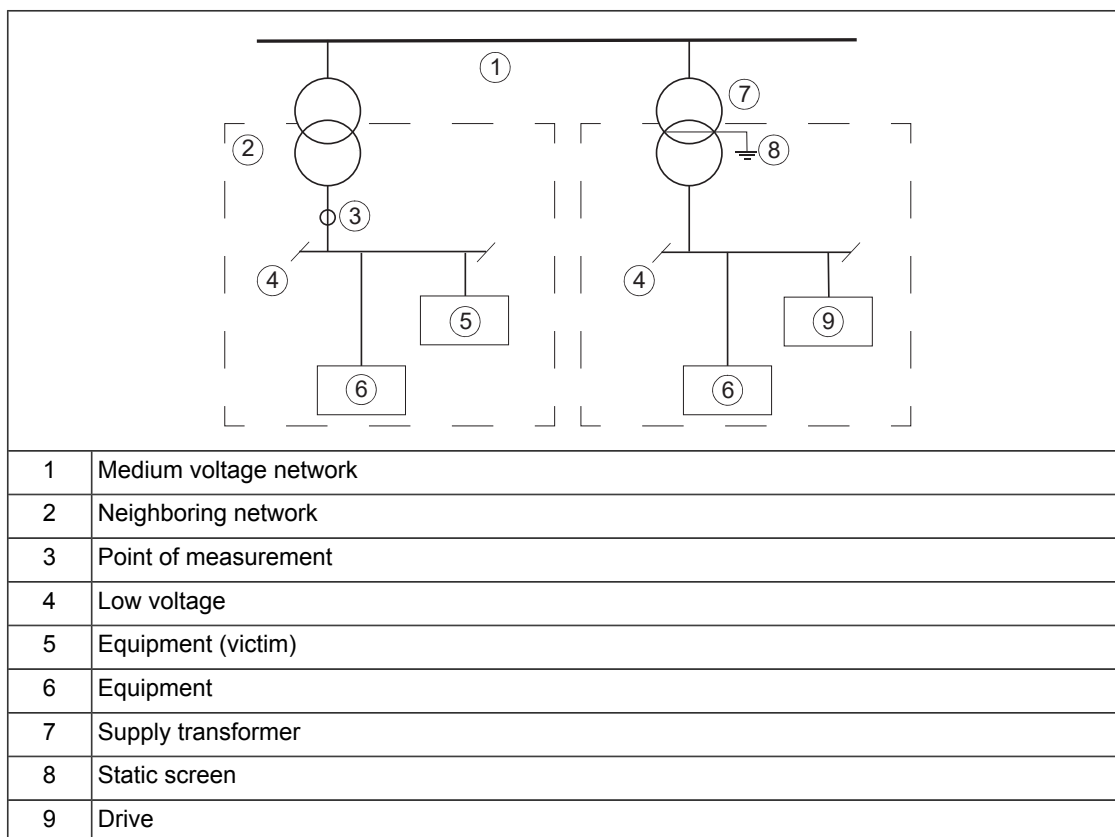 1
7
2
8
3
4
4
5
9
6
6
1 Medium voltage network
2 Neighboring network
3 Point of measurement
4 Low voltage
5 Equipment (victim)
6 Equipment
7 Supply transformer
8 Static screen
9 Drive